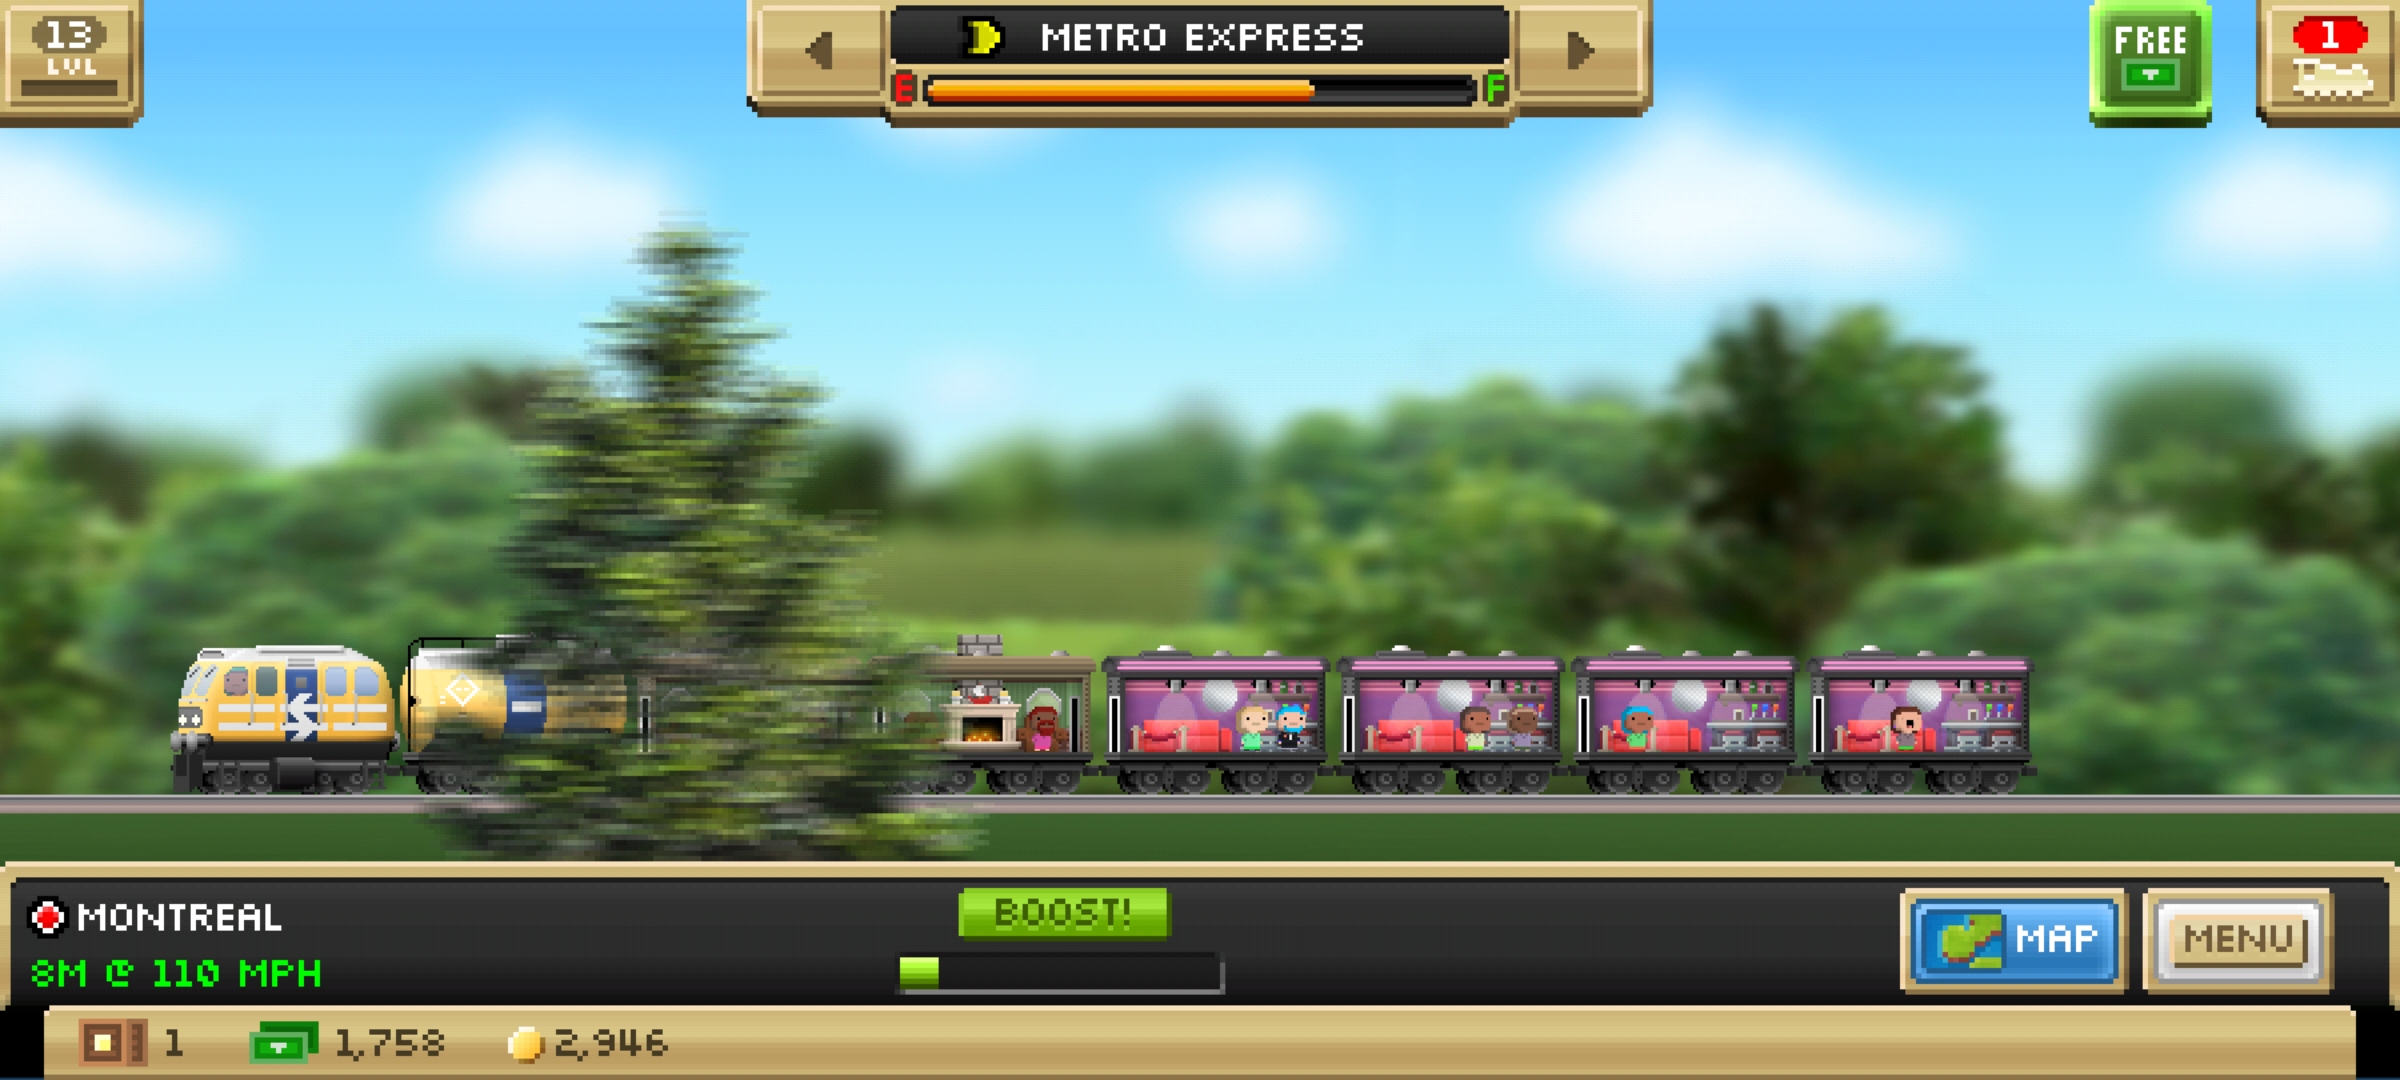 13
LVL
METRO EXPRESS
E
F
FREE
1
MONTREAL
8M @ 110 MPH
BOOST!
MAP
MENU
1
1,758
2,946